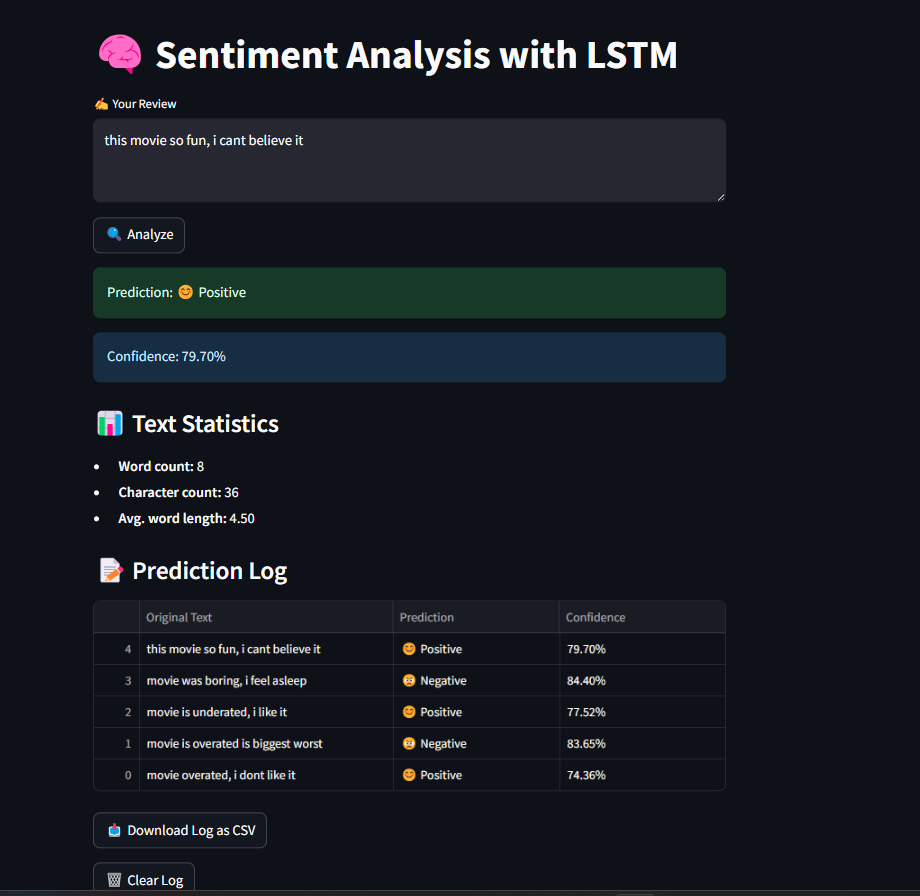 🧠 Sentiment Analysis with LSTM
✍️ Your Review
this movie so fun, i cant believe it
🔍 Analyze
Prediction: 😊 Positive
Confidence: 79.70%
📊 Text Statistics
• Word count: 8
• Character count: 36
• Avg. word length: 4.50
📝 Prediction Log
Original Text Prediction Confidence
4 this movie so fun, i cant believe it 😊 Positive 79.70%
3 movie was boring, i feel asleep 😠 Negative 84.40%
2 movie is underated, i like it 😊 Positive 77.52%
1 movie is overated is biggest worst 😠 Negative 83.65%
0 movie overated, i dont like it 😊 Positive 74.36%
📥 Download Log as CSV
🗑️ Clear Log